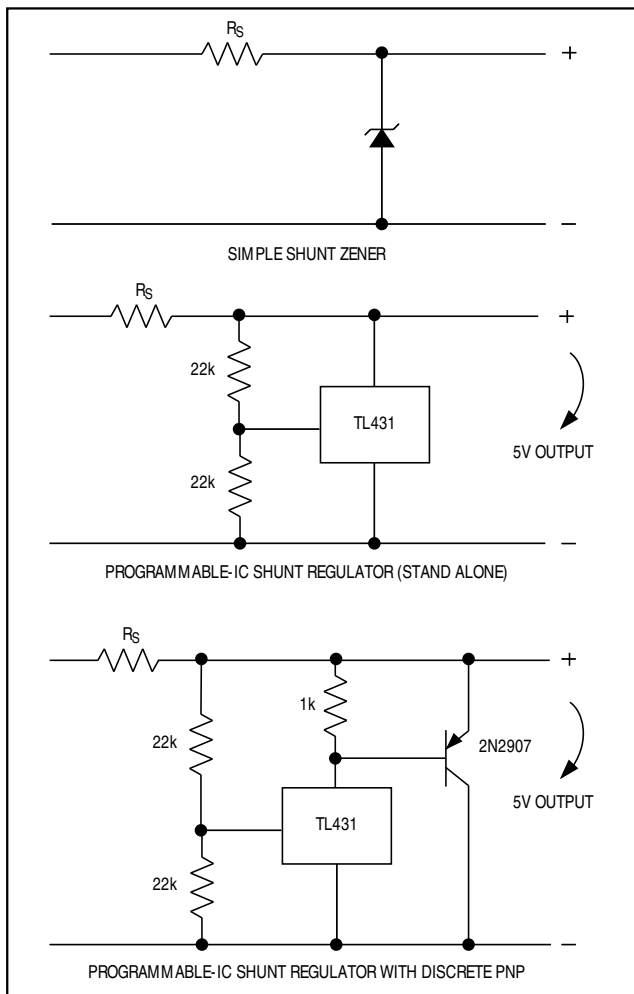 RS
+
−
SIMPLE SHUNT ZENER
RS
+
22k
TL431
5V OUTPUT
22k
−
PROGRAMMABLE-IC SHUNT REGULATOR (STAND ALONE)
RS
+
1k
22k
2N2907
TL431
5V OUTPUT
22k
−
PROGRAMMABLE-IC SHUNT REGULATOR WITH DISCRETE PNP